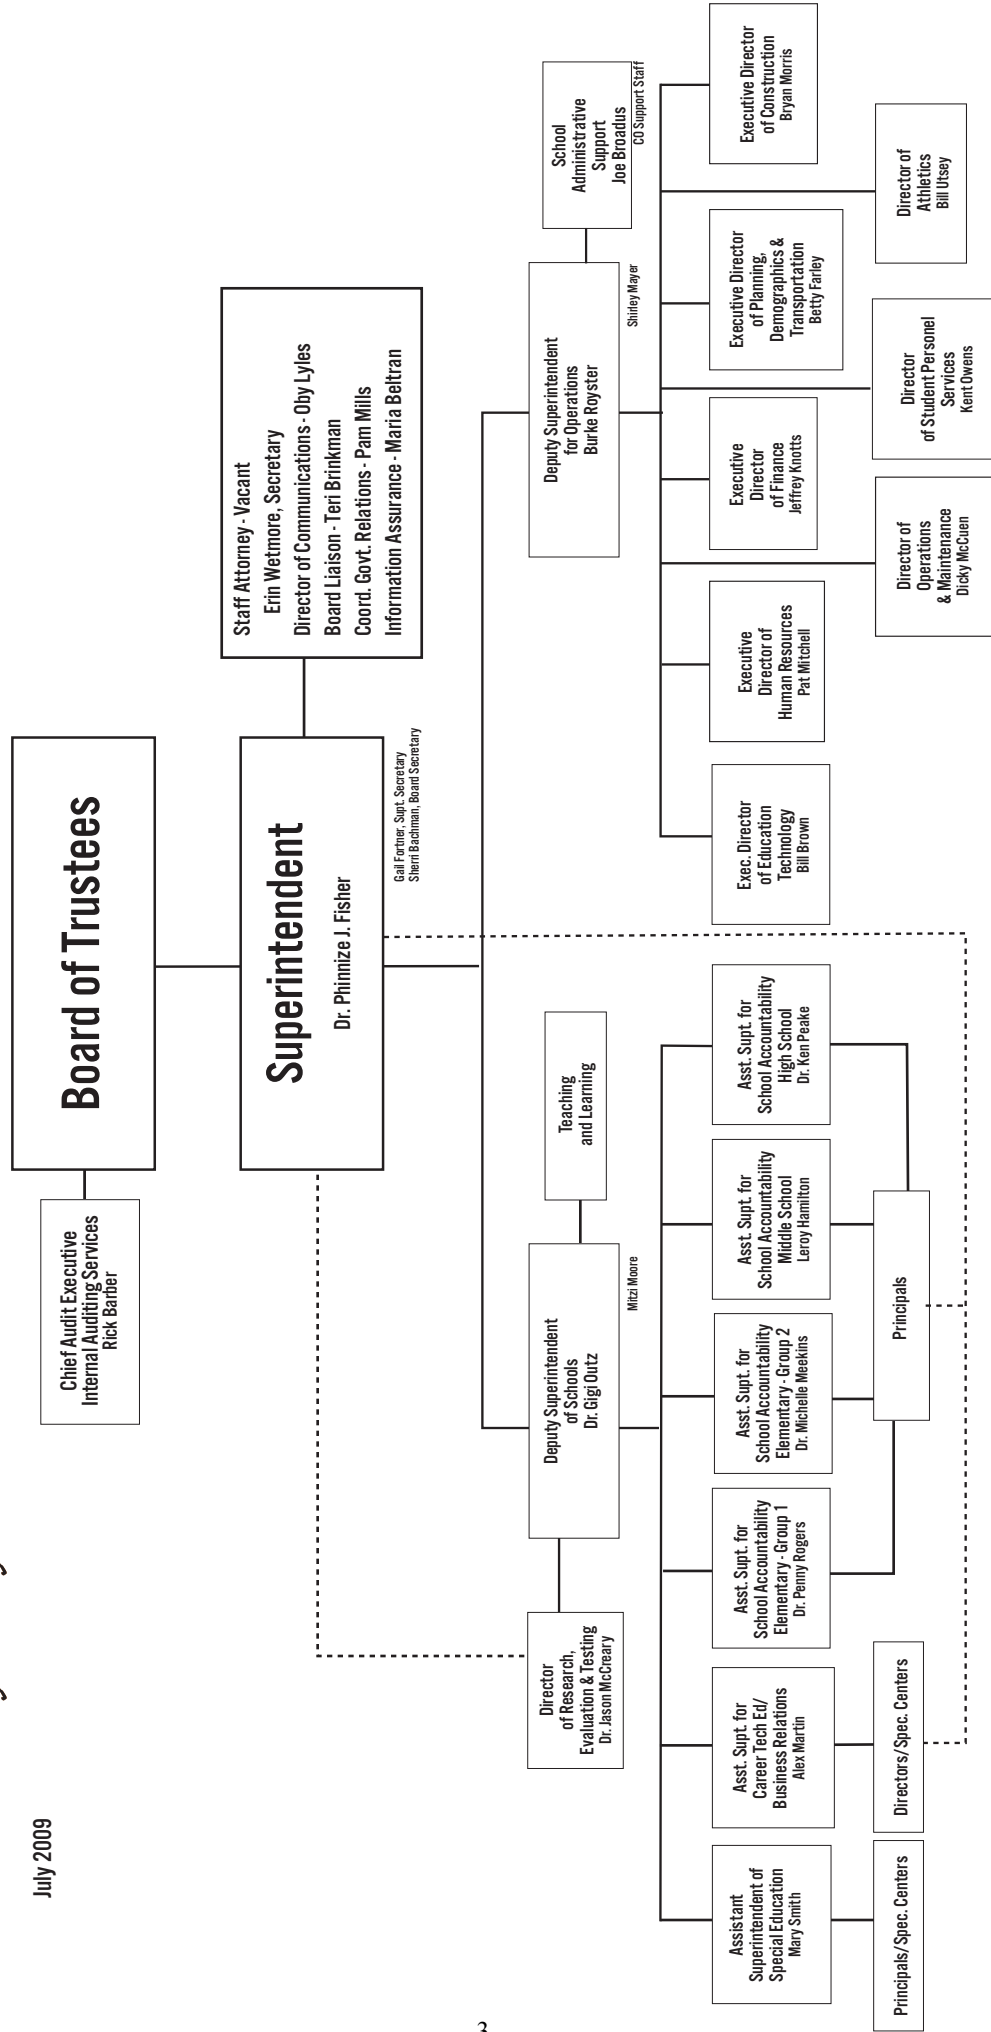 July 2009
Board of Trustees
Chief Audit Executive
Internal Auditing Services
Rick Barber
Superintendent
Dr. Phinnize J. Fisher
Gail Fortner, Supt. Secretary
Sherri Bachman, Board Secretary
Staff Attorney - Vacant
Erin Wetmore, Secretary
Director of Communications - Oby Lyles
Board Liaison - Teri Brinkman
Coord. Govt. Relations - Pam Mills
Information Assurance - Maria Beltran
Director
of Research,
Evaluation & Testing
Dr. Jason McCreary
Deputy Superintendent
of Schools
Dr. Gigi Outz
Mitzi Moore
Teaching
and Learning
Deputy Superintendent
for Operations
Burke Royster
Shirley Mayer
School
Administrative
Support
Joe Broadus
CO Support Staff
Assistant
Superintendent of
Special Education
Mary Smith
Asst. Supt. for
Career Tech Ed/
Business Relations
Alex Martin
Asst. Supt. for
School Accountability
Elementary - Group 1
Dr. Penny Rogers
Asst. Supt. for
School Accountability
Elementary - Group 2
Dr. Michelle Meekins
Asst. Supt. for
School Accountability
Middle School
Leroy Hamilton
Asst. Supt. for
School Accountability
High School
Dr. Ken Peake
Exec. Director
of Education
Technology
Bill Brown
Executive
Director of
Human Resources
Pat Mitchell
Executive
Director
of Finance
Jeffrey Knotts
Executive Director
of Planning,
Demographics &
Transportation
Betty Farley
Executive Director
of Construction
Bryan Morris
Principals/Spec. Centers
Directors/Spec. Centers
Principals
Director of
Operations
& Maintenance
Dicky McCuen
Director
of Student Personel
Services
Kent Owens
Director of
Athletics
Bill Utsey
3